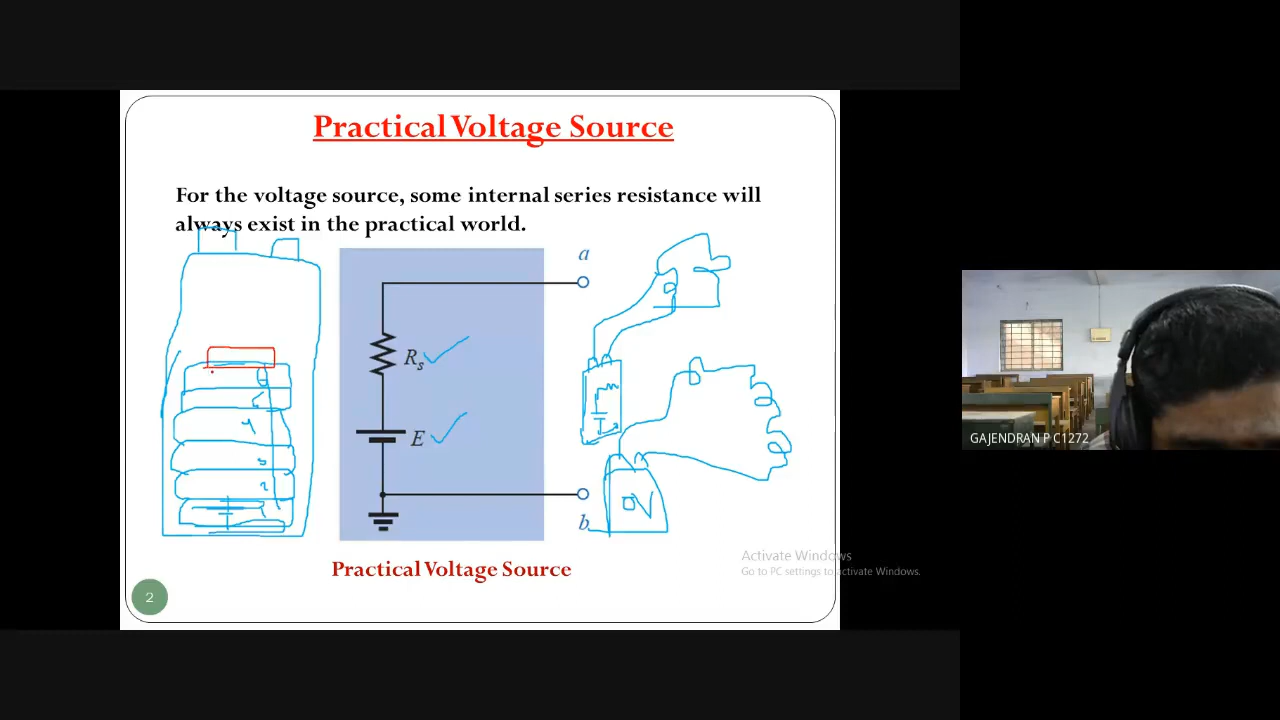 Practical Voltage Source
For the voltage source, some internal series resistance will
always exist in the practical world.
a
Rs
E
b
0V
Practical Voltage Source
2
Activate Windows
Go to PC settings to activate Windows.
GAJENDRAN P C1272